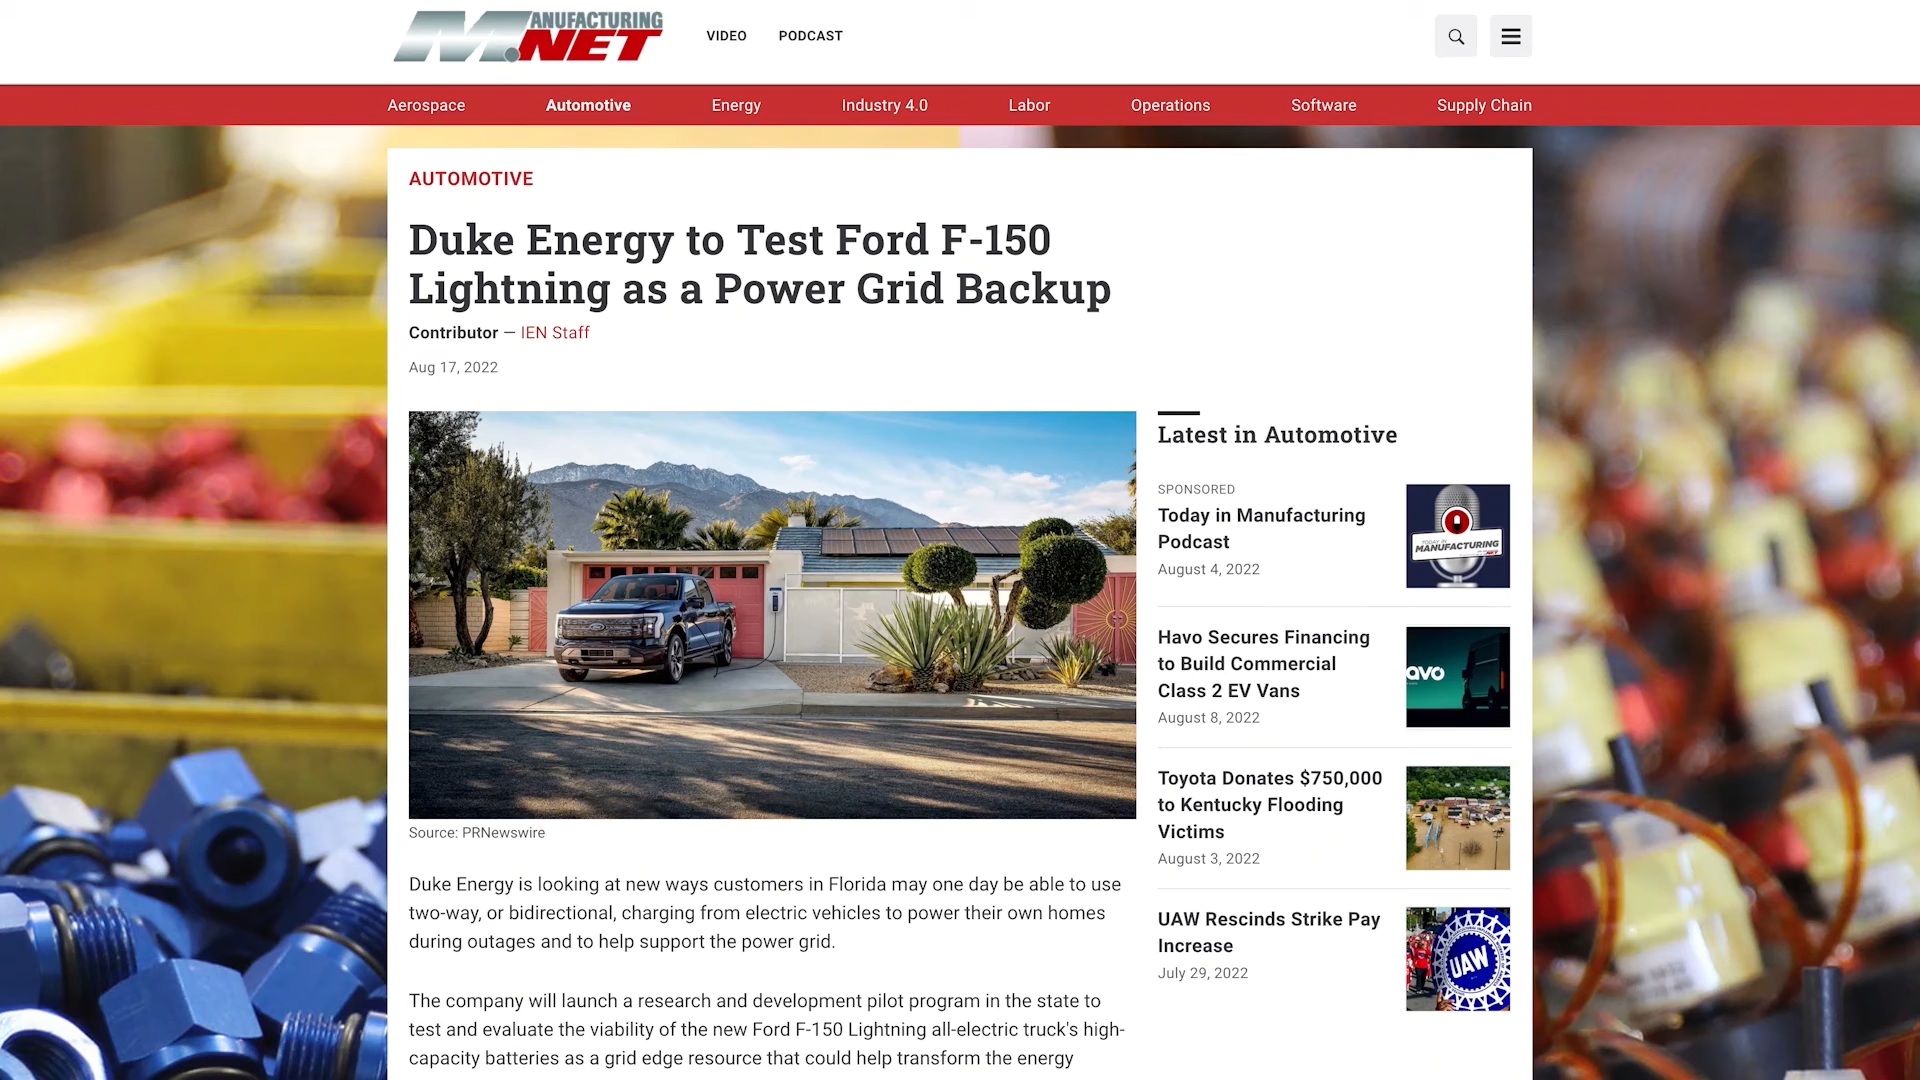 MANUFACTURING
.NET
VIDEO
PODCAST
Aerospace
Automotive
Energy
Industry 4.0
Labor
Operations
Software
Supply Chain
AUTOMOTIVE
Duke Energy to Test Ford F-150
Lightning as a Power Grid Backup
Contributor — IEN Staff
Aug 17, 2022
Source: PRNewswire
Duke Energy is looking at new ways customers in Florida may one day be able to use
two-way, or bidirectional, charging from electric vehicles to power their own homes
during outages and to help support the power grid.
The company will launch a research and development pilot program in the state to
test and evaluate the viability of the new Ford F-150 Lightning all-electric truck's high-
capacity batteries as a grid edge resource that could help transform the energy
Latest in Automotive
SPONSORED
Today in Manufacturing
Podcast
August 4, 2022
TODAY IN
MANUFACTURING
Havo Secures Financing
to Build Commercial
Class 2 EV Vans
August 8, 2022
avo
Toyota Donates $750,000
to Kentucky Flooding
Victims
August 3, 2022
UAW Rescinds Strike Pay
Increase
July 29, 2022
UAW